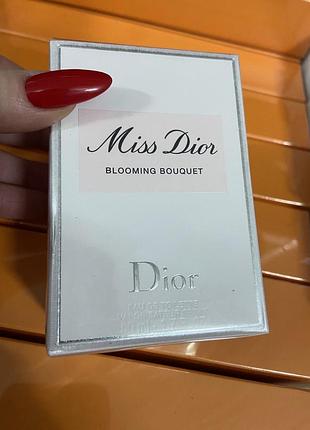 Miss Dior
BLOOMING BOUQUET
Dior
EAU DE TOILETTE